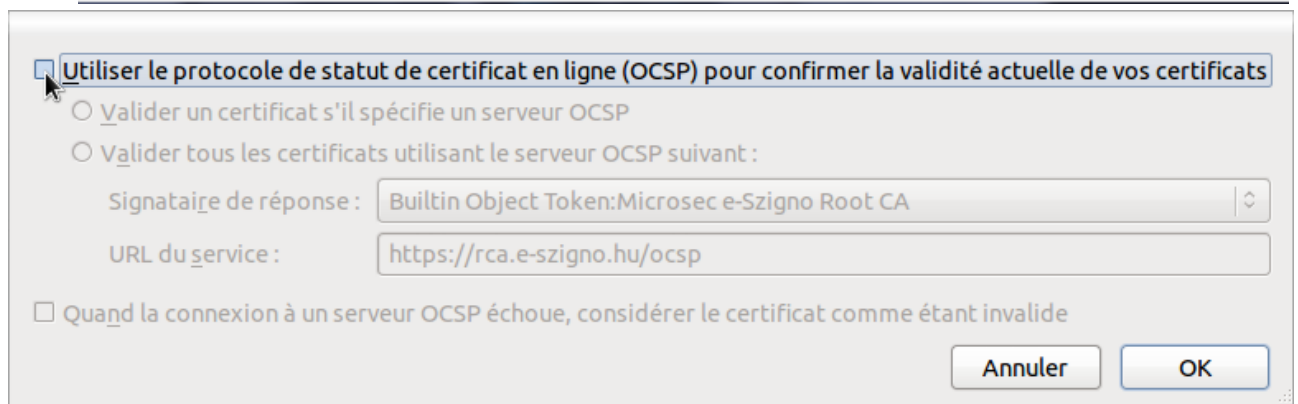 Utiliser le protocole de statut de certificat en ligne (OCSP) pour confirmer la validité actuelle de vos certificats
Valider un certificat s'il spécifie un serveur OCSP
Valider tous les certificats utilisant le serveur OCSP suivant :
Signataire de réponse : Builtin Object Token:Microsec e-Szigno Root CA
URL du service : https://rca.e-szigno.hu/ocsp
Quand la connexion à un serveur OCSP échoue, considérer le certificat comme étant invalide
Annuler OK